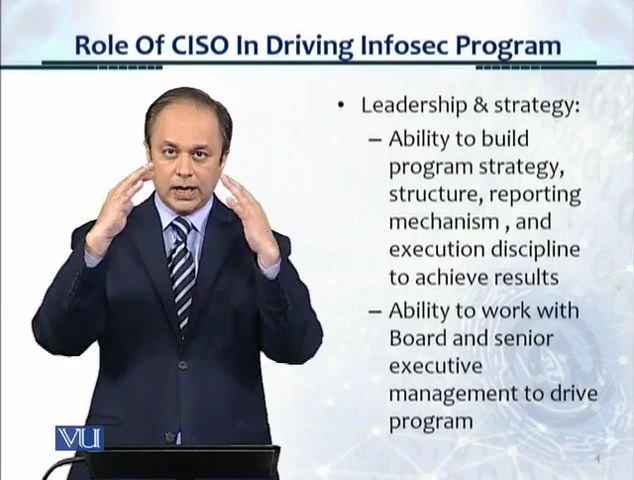 Role Of CISO In Driving Infosec Program
• Leadership & strategy:
– Ability to build
program strategy,
structure, reporting
mechanism , and
execution discipline
to achieve results
– Ability to work with
Board and senior
executive
management to drive
program
VU
4